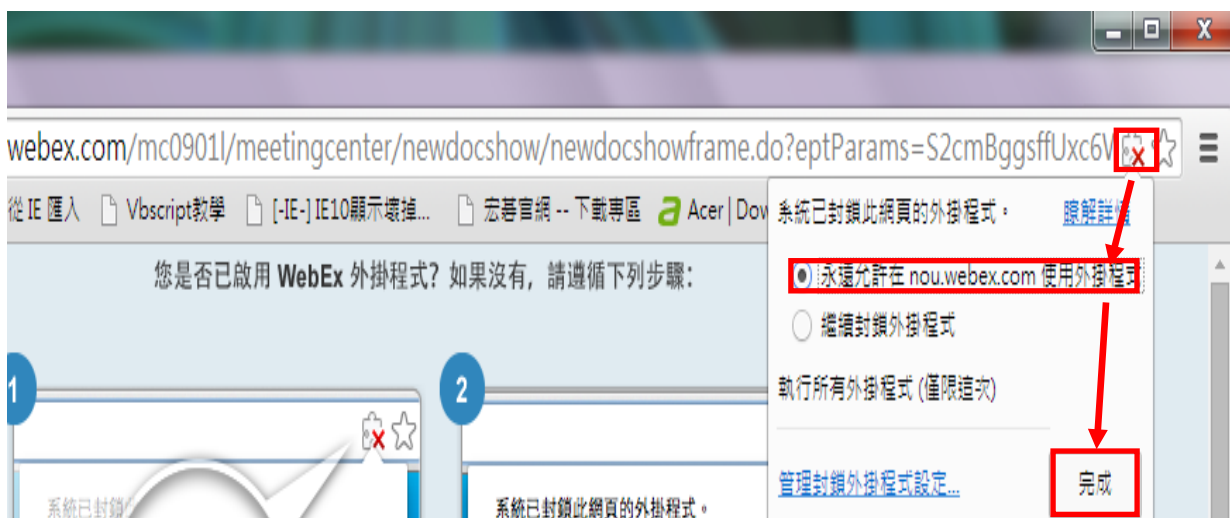 webex.com/mc0901l/meetingcenter/newdocshow/newdocshowframe.do?eptParams=S2cmBggsffUxc6V
從 IE 匯入 Vbscript教學 [-IE-] IE10顯示壞掉... 宏碁官網 -- 下載專區 Acer | Dow
系統已封鎖此網頁的外掛程式。 瞭解詳情
您是否已啟用 WebEx 外掛程式? 如果沒有, 請遵循下列步驟:
永遠允許在 nou.webex.com 使用外掛程式
繼續封鎖外掛程式
執行所有外掛程式 (僅限這次)
管理封鎖外掛程式設定...
完成
1
2
系統已封鎖
系統已封鎖此網頁的外掛程式。